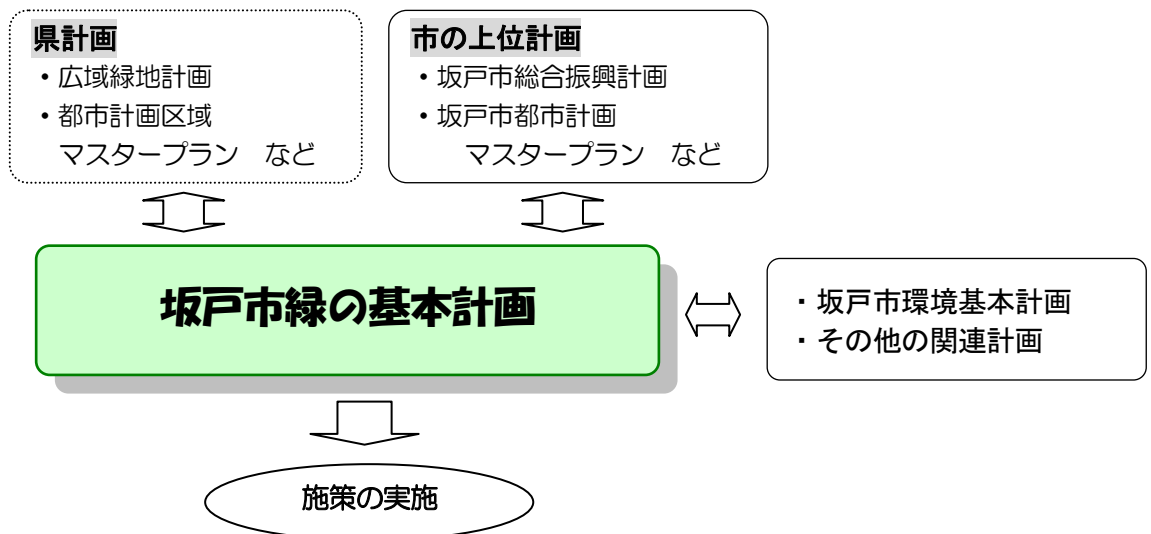 県計画
・広域緑地計画
・都市計画区域
マスタープラン　など
市の上位計画
・坂戸市総合振興計画
・坂戸市都市計画
マスタープラン　など
坂戸市緑の基本計画
・坂戸市環境基本計画
・その他の関連計画
施策の実施